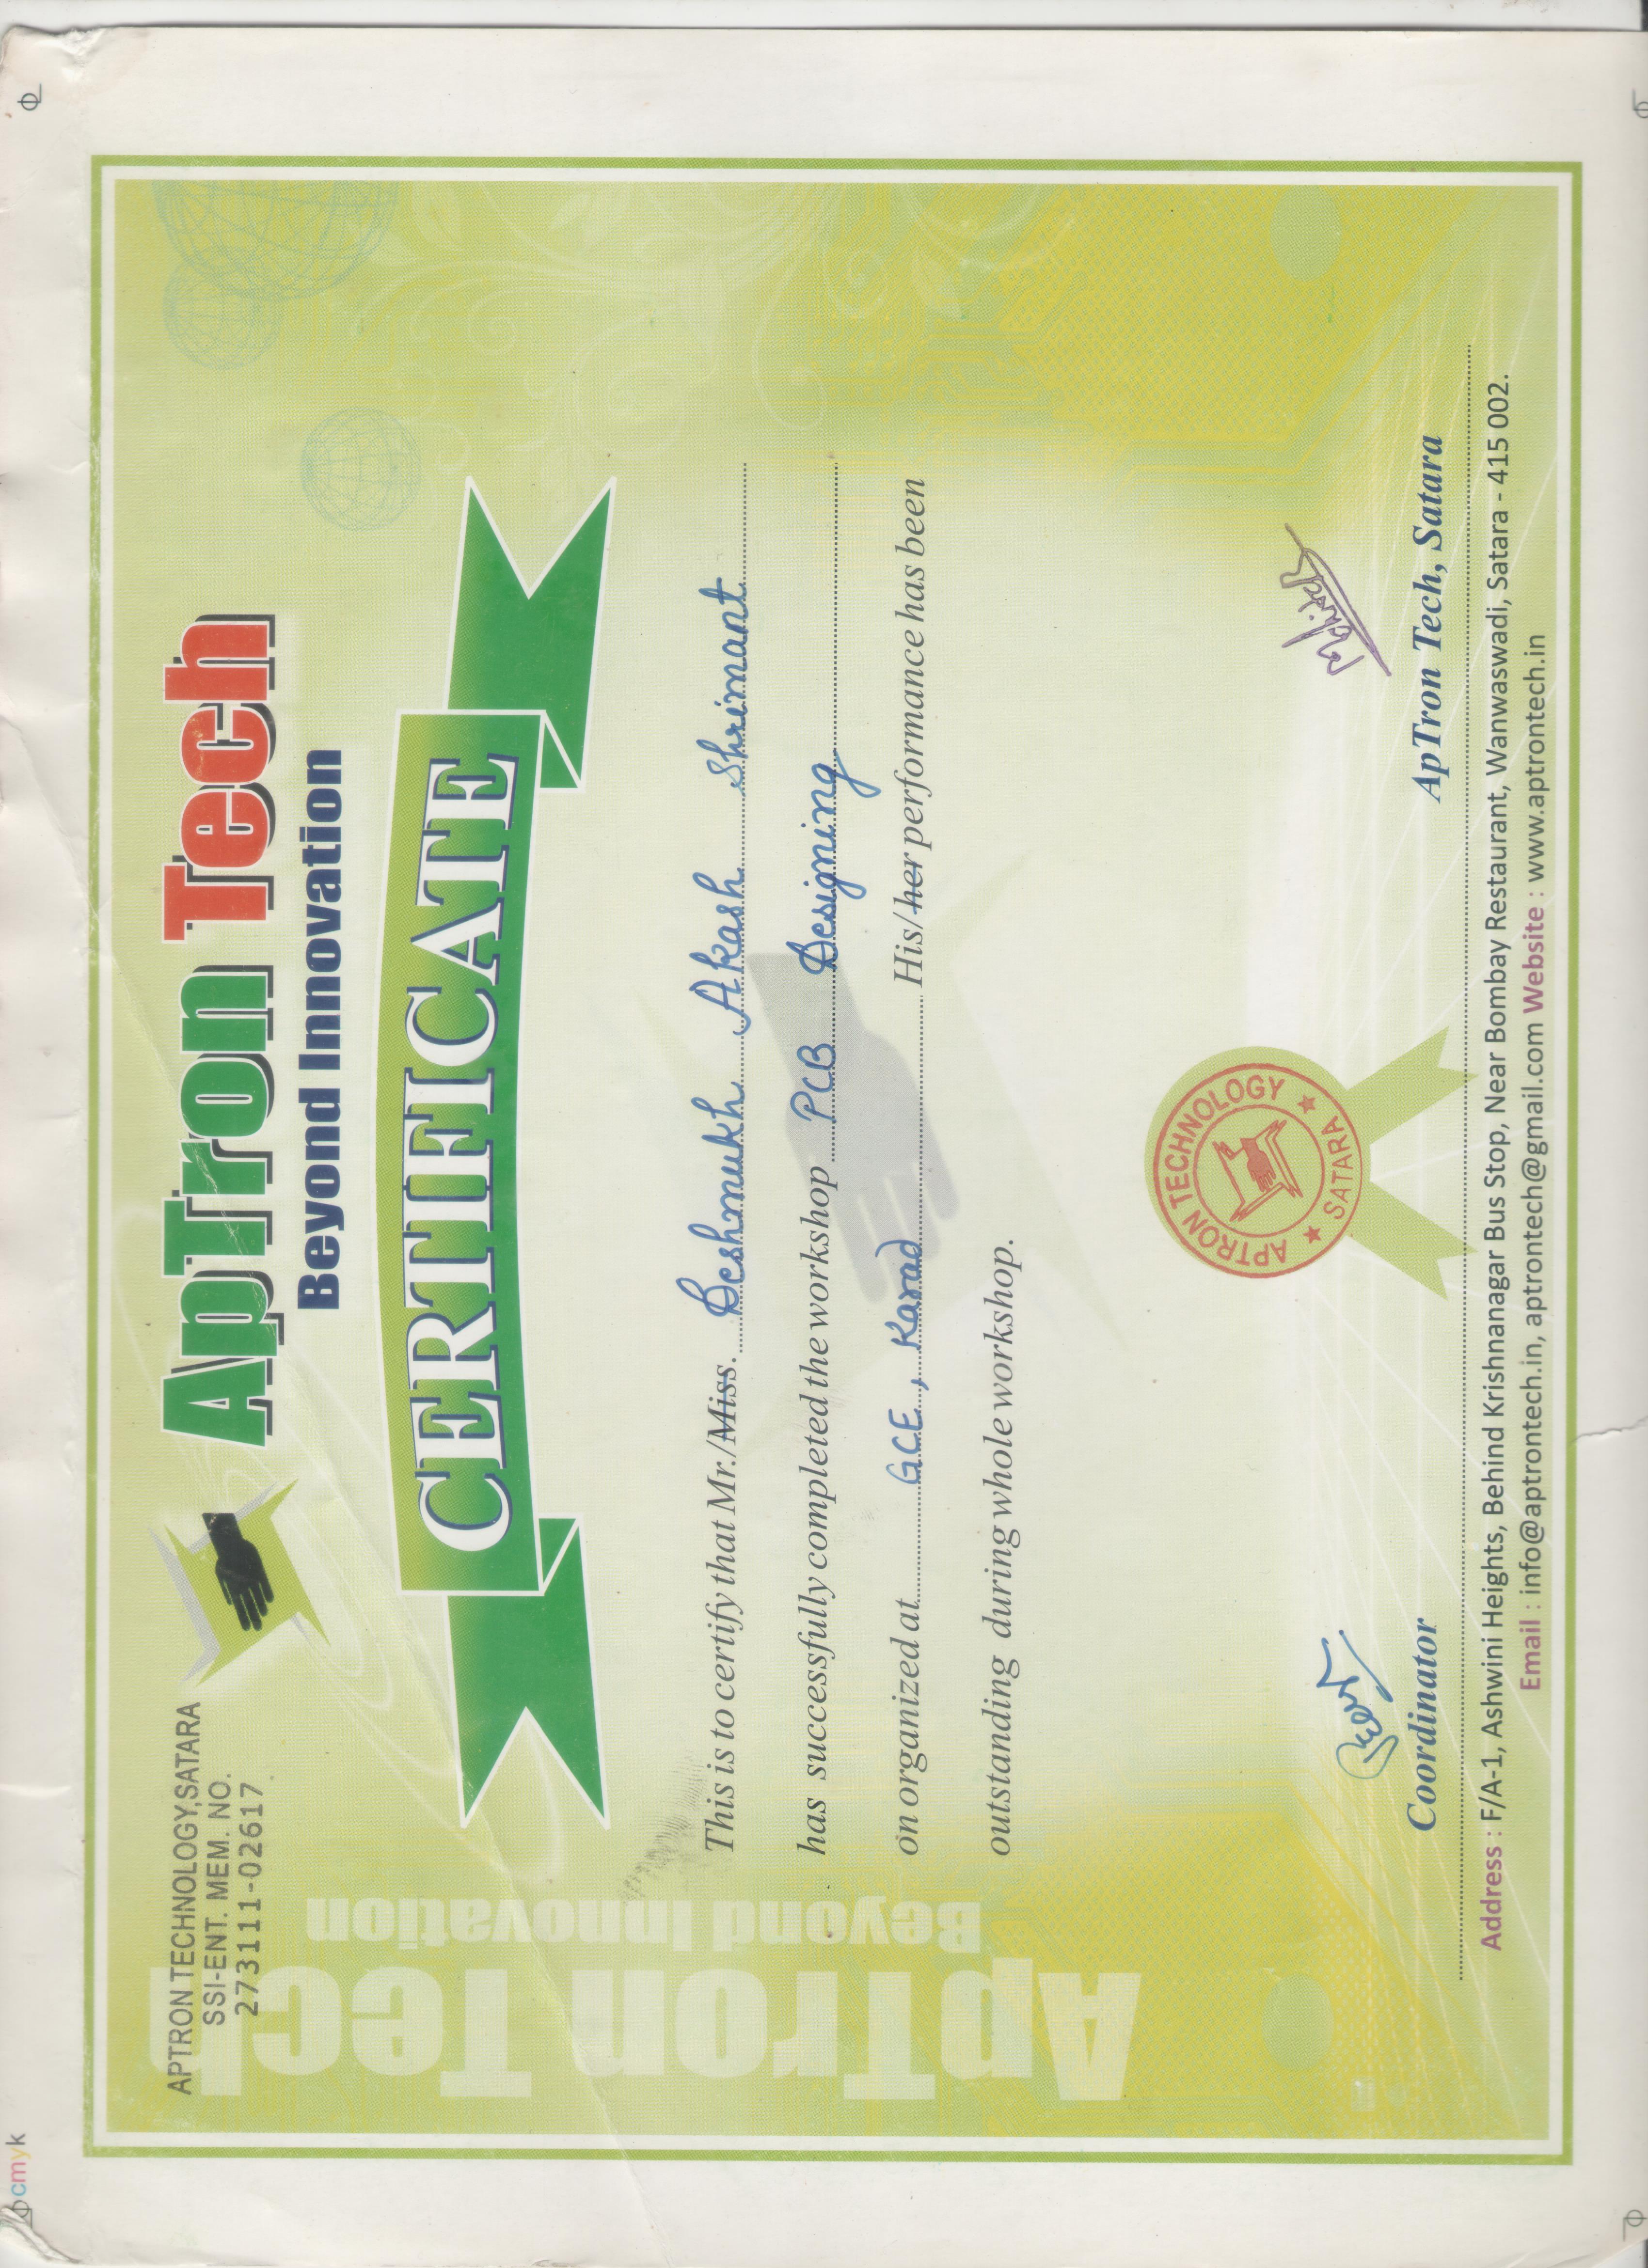 APTRON TECHNOLOGY,SATARA
SSI-ENT. MEM. NO.
273111-02617
ApTron Tech
Beyond Innovation
CERTIFICATE
This is to certify that Mr./Miss. Deshmukh Akash Shrimant
has successfully completed the workshop PCB Designing
on organized at GCE, Karad His/her performance has been
outstanding during whole workshop.
APTRON TECHNOLOGY
★ SATARA ★
Coordinator
ApTron Tech, Satara
Address : F/A-1, Ashwini Heights, Behind Krishnanagar Bus Stop, Near Bombay Restaurant, Wanwaswadi, Satara - 415 002.
Email : info@aptrontech.in, aptrontech@gmail.com Website : www.aptrontech.in
ApTron Tech
Beyond Innovation
cmyk